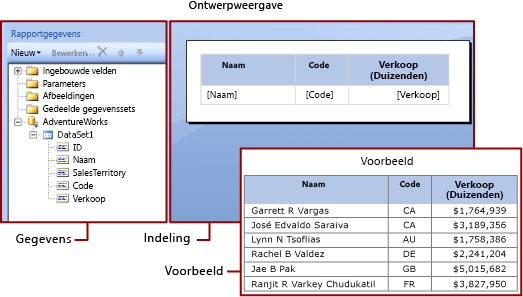 Ontwerpweergave
Rapportgegevens
Nieuw Bewerken...
Ingebouwde velden
Parameters
Afbeeldingen
Gedeelde gegevenssets
AdventureWorks
DataSet1
ID
Naam
SalesTerritory
Code
Verkoop
Naam Code Verkoop
(Duizenden)
[Naam] [Code] [Verkoop]
Gegevens
Indeling
Voorbeeld
Voorbeeld
Naam Code Verkoop
(Duizenden)
Garrett R Vargas CA $1,764,939
José Edvaldo Saraiva CA $3,189,356
Lynn N Tsoflias AU $1,758,386
Rachel B Valdez DE $2,241,204
Jae B Pak GB $5,015,682
Ranjit R Varkey Chudukatil FR $3,827,950